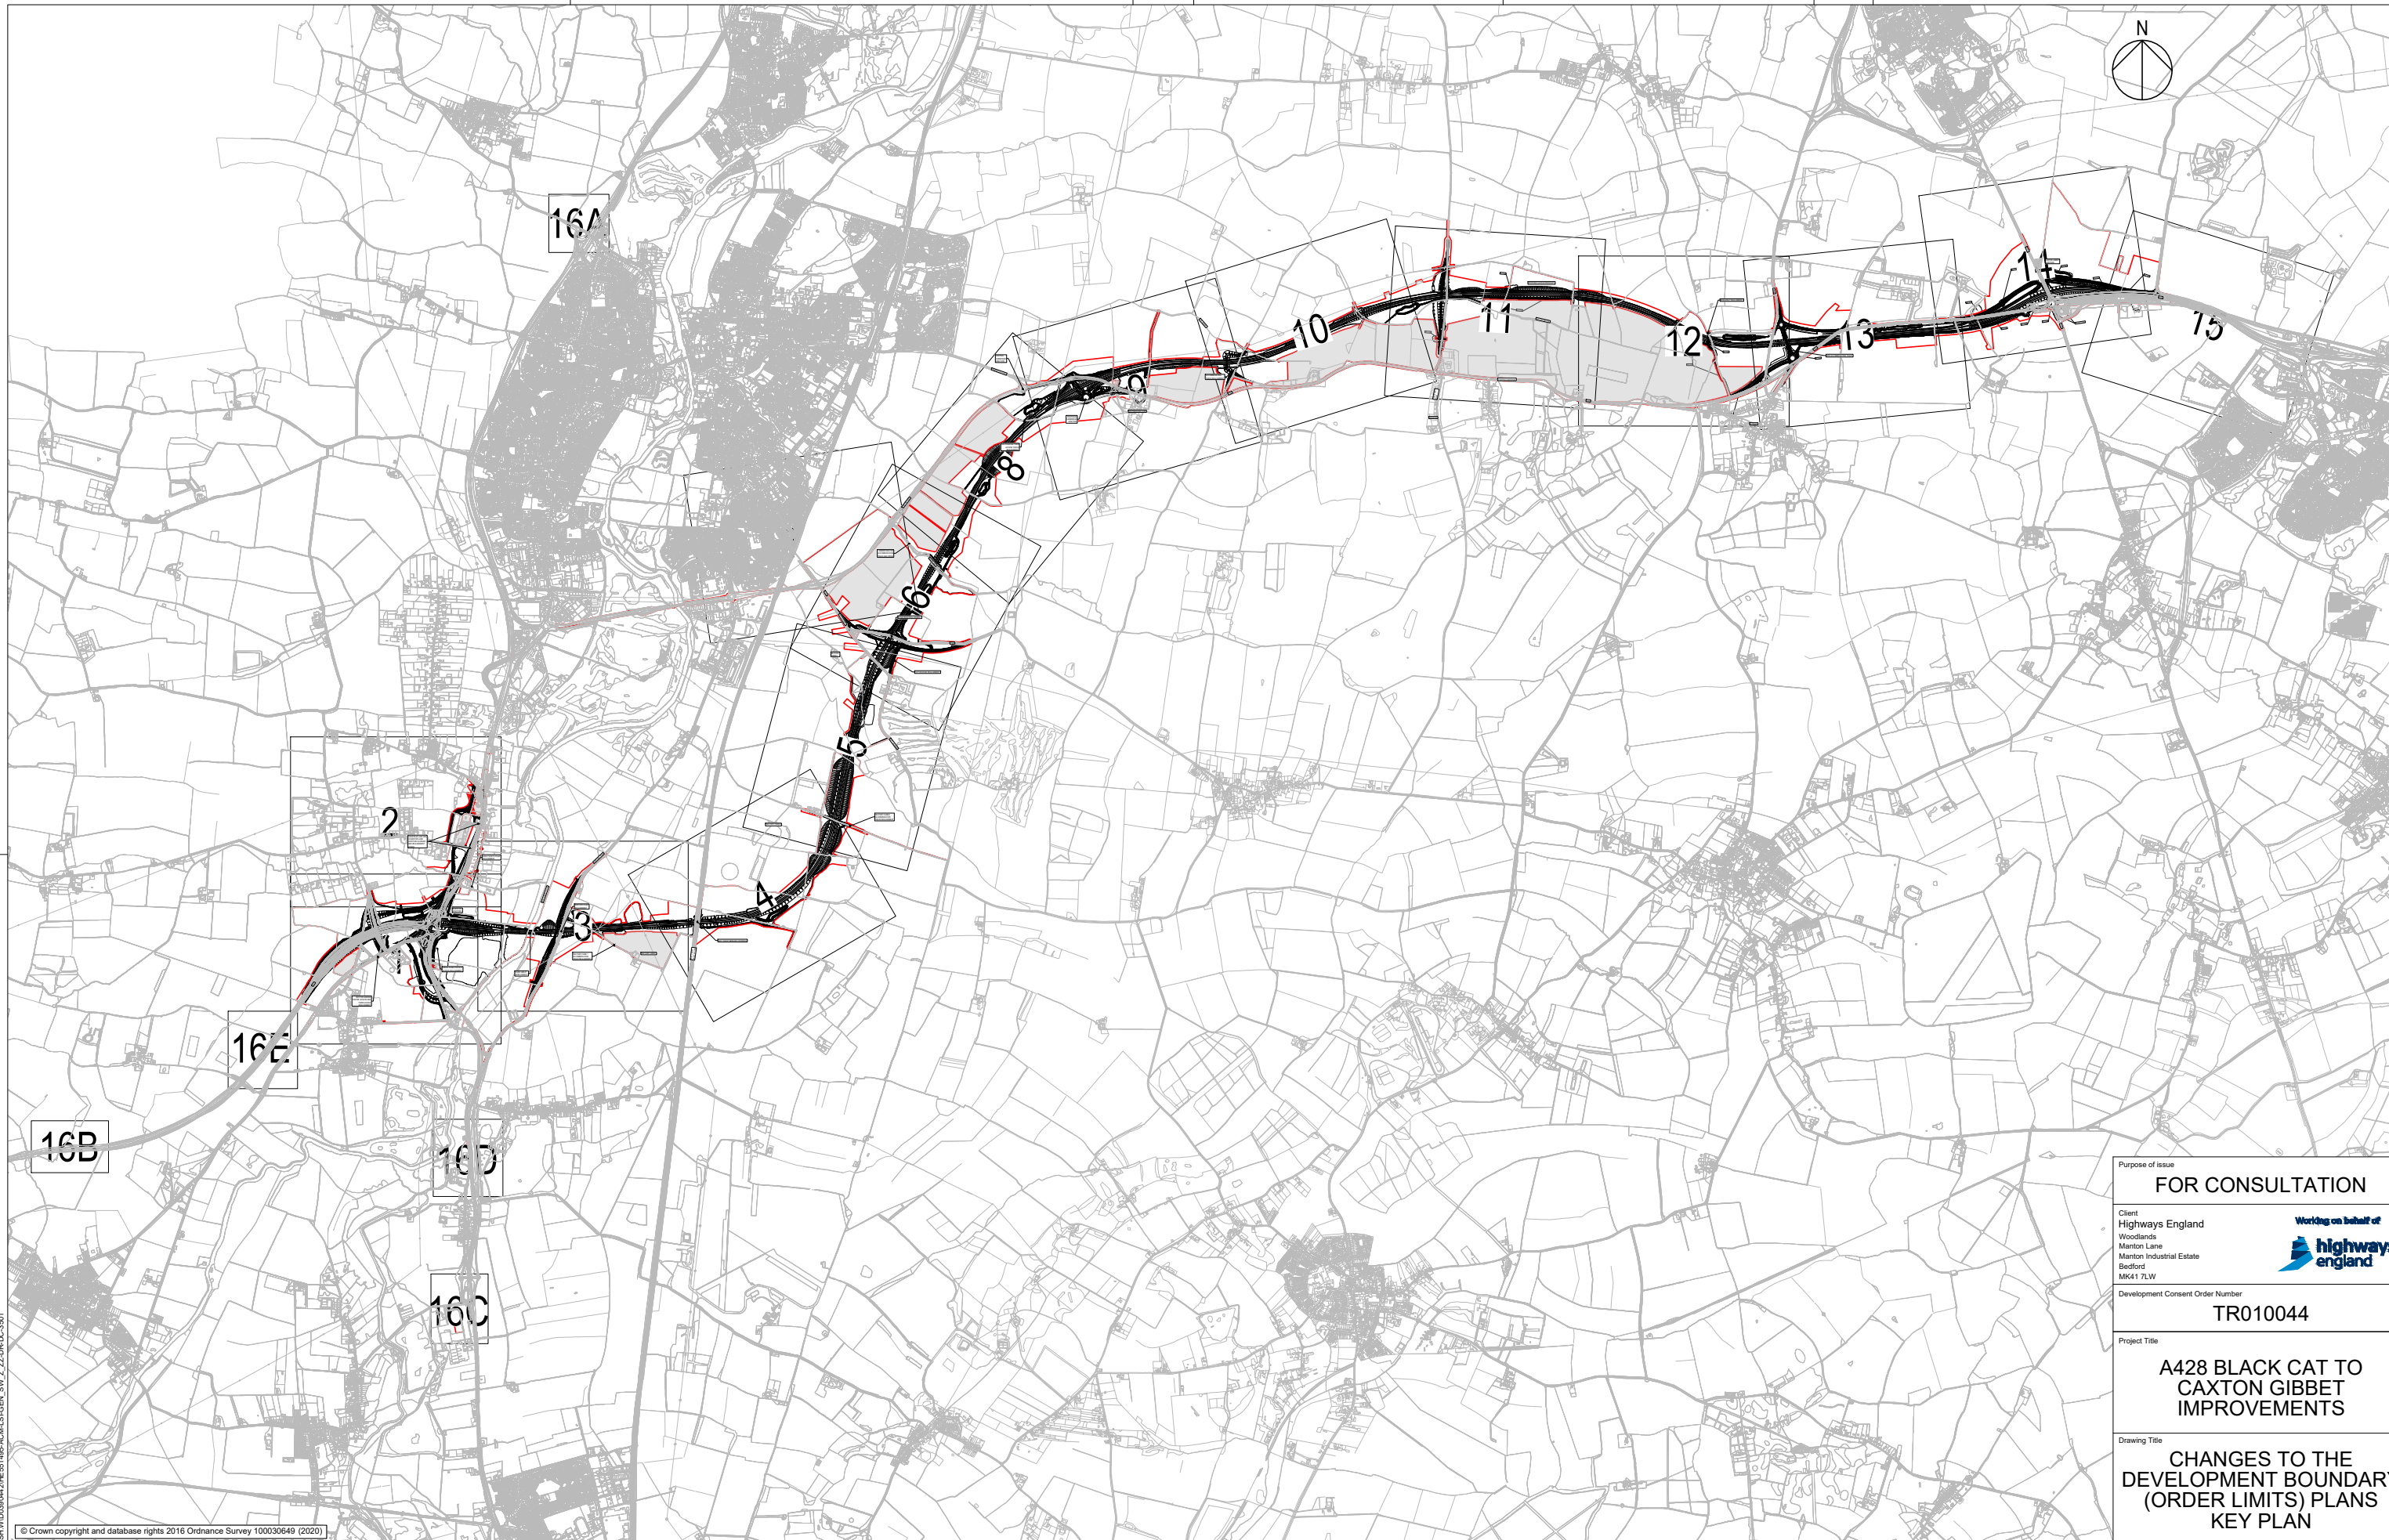 N
16A
14
15
13
12
11
10
9
8
6
5
2
4
3
1
16E
16B
16D
16C
Purpose of issue
FOR CONSULTATION
Client
Highways England
Woodlands
Manton Lane
Manton Industrial Estate
Bedford
MK41 7LW
Working on behalf of
highways
england
Development Consent Order Number
TR010044
Project Title
A428 BLACK CAT TO
CAXTON GIBBET
IMPROVEMENTS
Drawing Title
CHANGES TO THE
DEVELOPMENT BOUNDARY
(ORDER LIMITS) PLANS
KEY PLAN
© Crown copyright and database rights 2016 Ordnance Survey 100030649 (2020)